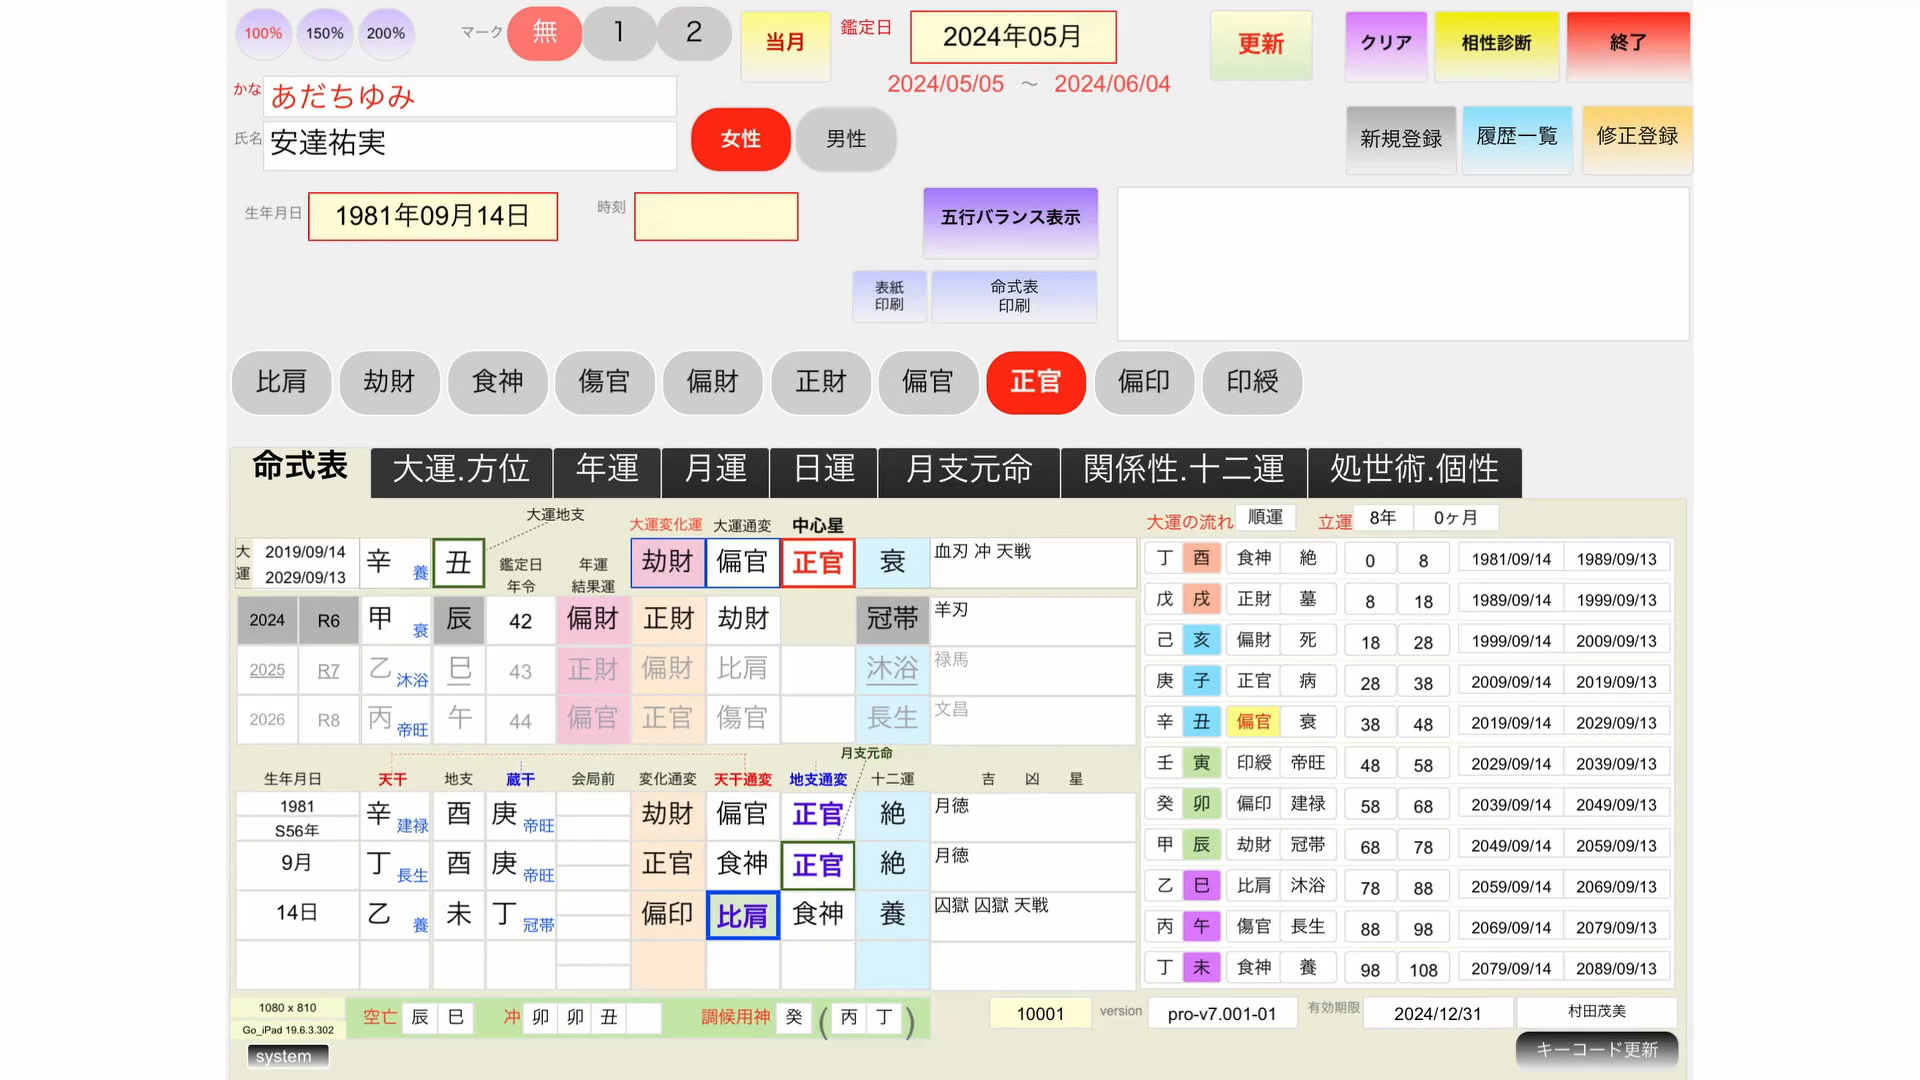 100% 150% 200% マーク 無 1 2 当月 鑑定日 2024年05月 更新 クリア 相性診断 終了
2024/05/05 ～ 2024/06/04
かな あだちゆみ
氏名 安達祐実 女性 男性 新規登録 履歴一覧 修正登録
生年月日 1981年09月14日 時刻 五行バランス表示
表紙印刷 命式表印刷
比肩 劫財 食神 傷官 偏財 正財 偏官 正官 偏印 印綬
命式表 大運.方位 年運 月運 日運 月支元命 関係性.十二運 処世術.個性
大運地支 大運変化運 大運通変 中心星
大運 2019/09/14 2029/09/13 辛 養 丑 鑑定日年令 年運結果運 劫財 偏官 正官 衰 血刃 冲 天戦
2024 R6 甲 衰 辰 42 偏財 正財 劫財 冠帯 羊刃
2025 R7 乙 沐浴 巳 43 正財 偏財 比肩 沐浴 禄馬
2026 R8 丙 帝旺 午 44 偏官 正官 傷官 長生 文昌
月支元命
生年月日 天干 地支 蔵干 会局前 変化通変 天干通変 地支通変 十二運 吉 凶 星
1981 S56年 辛 建禄 酉 庚 帝旺 劫財 偏官 正官 絶 月徳
9月 丁 長生 酉 庚 帝旺 正官 食神 正官 絶 月徳
14日 乙 養 未 丁 冠帯 偏印 比肩 食神 養 囚獄 囚獄 天戦
大運の流れ 順運 立運 8年 0ヶ月
丁 酉 食神 絶 0 8 1981/09/14 1989/09/13
戊 戌 正財 墓 8 18 1989/09/14 1999/09/13
己 亥 偏財 死 18 28 1999/09/14 2009/09/13
庚 子 正官 病 28 38 2009/09/14 2019/09/13
辛 丑 偏官 衰 38 48 2019/09/14 2029/09/13
壬 寅 印綬 帝旺 48 58 2029/09/14 2039/09/13
癸 卯 偏印 建禄 58 68 2039/09/14 2049/09/13
甲 辰 劫財 冠帯 68 78 2049/09/14 2059/09/13
乙 巳 比肩 沐浴 78 88 2059/09/14 2069/09/13
丙 午 傷官 長生 88 98 2069/09/14 2079/09/13
丁 未 食神 養 98 108 2079/09/14 2089/09/13
1080 x 810
Go_iPad 19.6.3.302
空亡 辰 巳 冲 卯 卯 丑 調候用神 癸 ( 丙 丁 )
10001 version pro-v7.001-01 有効期限 2024/12/31 村田茂美
system キーコード更新